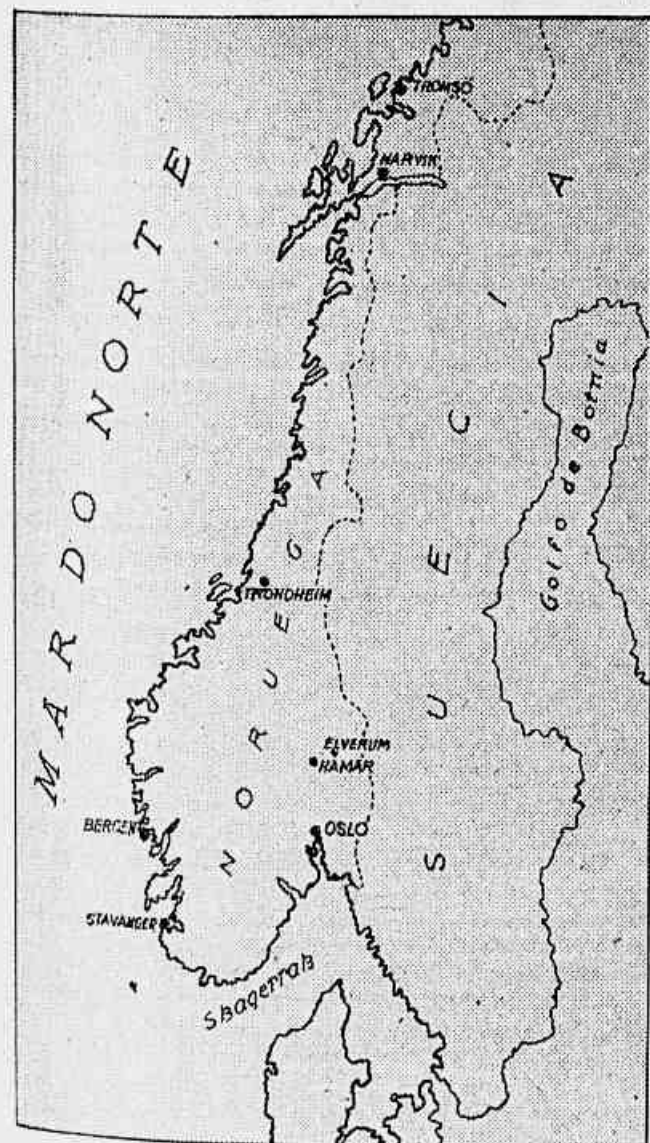 MAR DO NORTE
TROMSÖ
NARVIK
SUECIA
NORUEGA
Golfo de Botnia
TRONDHEIM
ELVERUM
HAMAR
BERGEN
OSLO
STAVANGER
Skagerrak